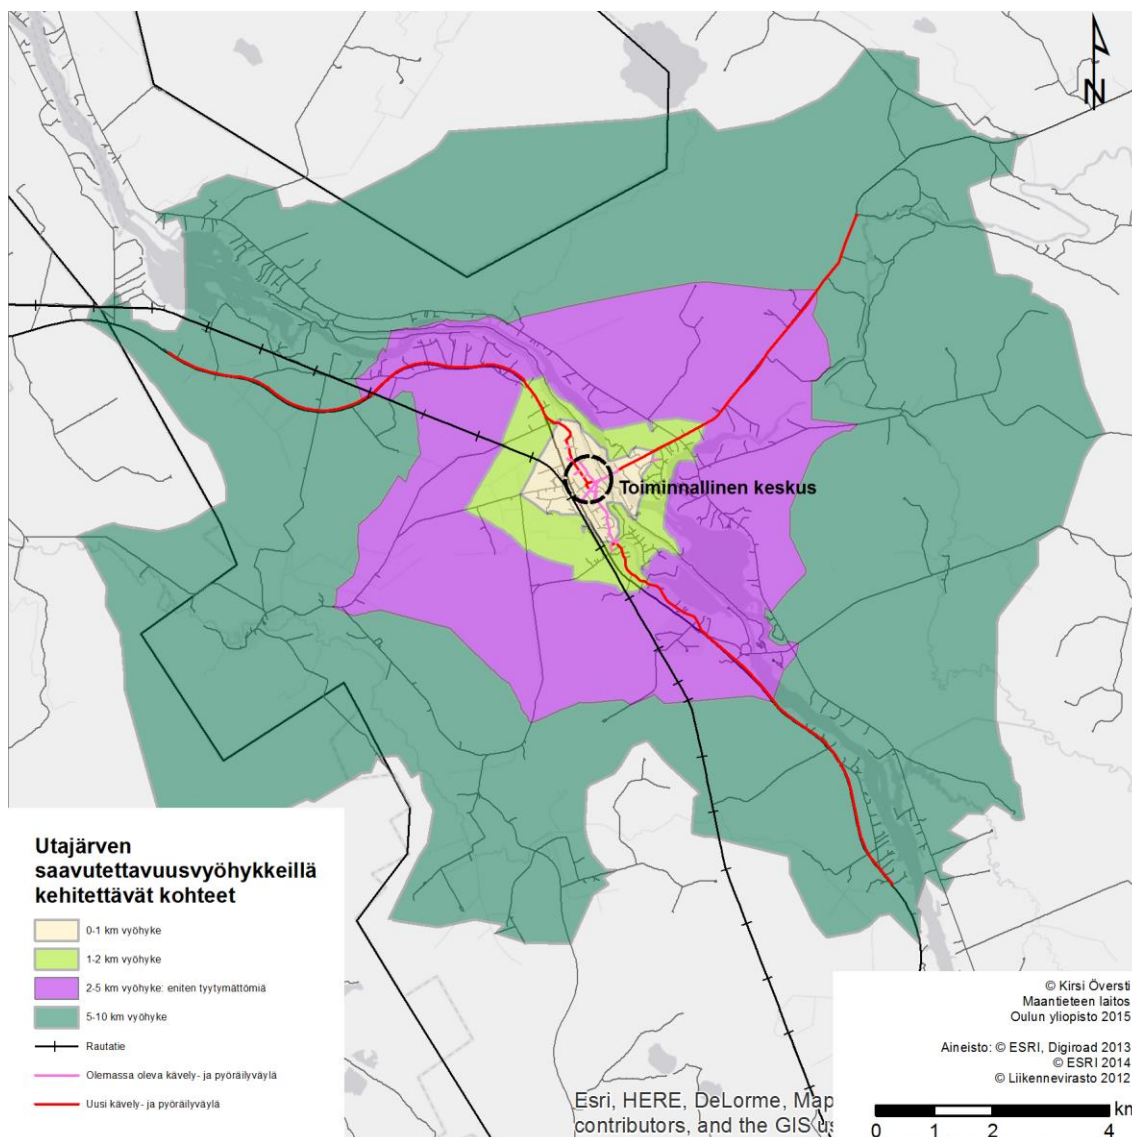 N
Toiminnallinen keskus
Utajärven
saavutettavuusvyöhykkeillä
kehitettävät kohteet
0-1 km vyöhyke
1-2 km vyöhyke
2-5 km vyöhyke: eniten tyytymättömiä
5-10 km vyöhyke
Rautatie
Olemassa oleva kävely- ja pyöräilyväylä
Uusi kävely- ja pyöräilyväylä
© Kirsi Översti
Maantieteen laitos
Oulun yliopisto 2015
Aineisto: © ESRI, Digiroad 2013
© ESRI 2014
© Liikennevirasto 2012
Esri, HERE, DeLorme, Map
contributors, and the GIS us
km
0 1 2 4